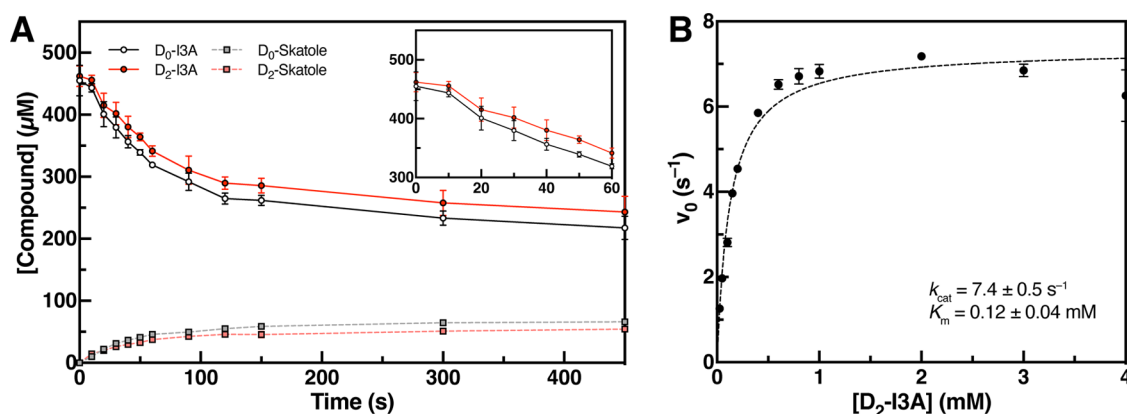 A
B
500
400
300
200
100
0
[Compound] (µM)
D₀-I3A
D₂-I3A
D₀-Skatole
D₂-Skatole
500
400
300
0 20 40 60
0 100 200 300 400
Time (s)
8
6
4
2
0
v₀ (s⁻¹)
k_cat = 7.4 ± 0.5 s⁻¹
K_m = 0.12 ± 0.04 mM
0 1 2 3 4
[D₂-I3A] (mM)